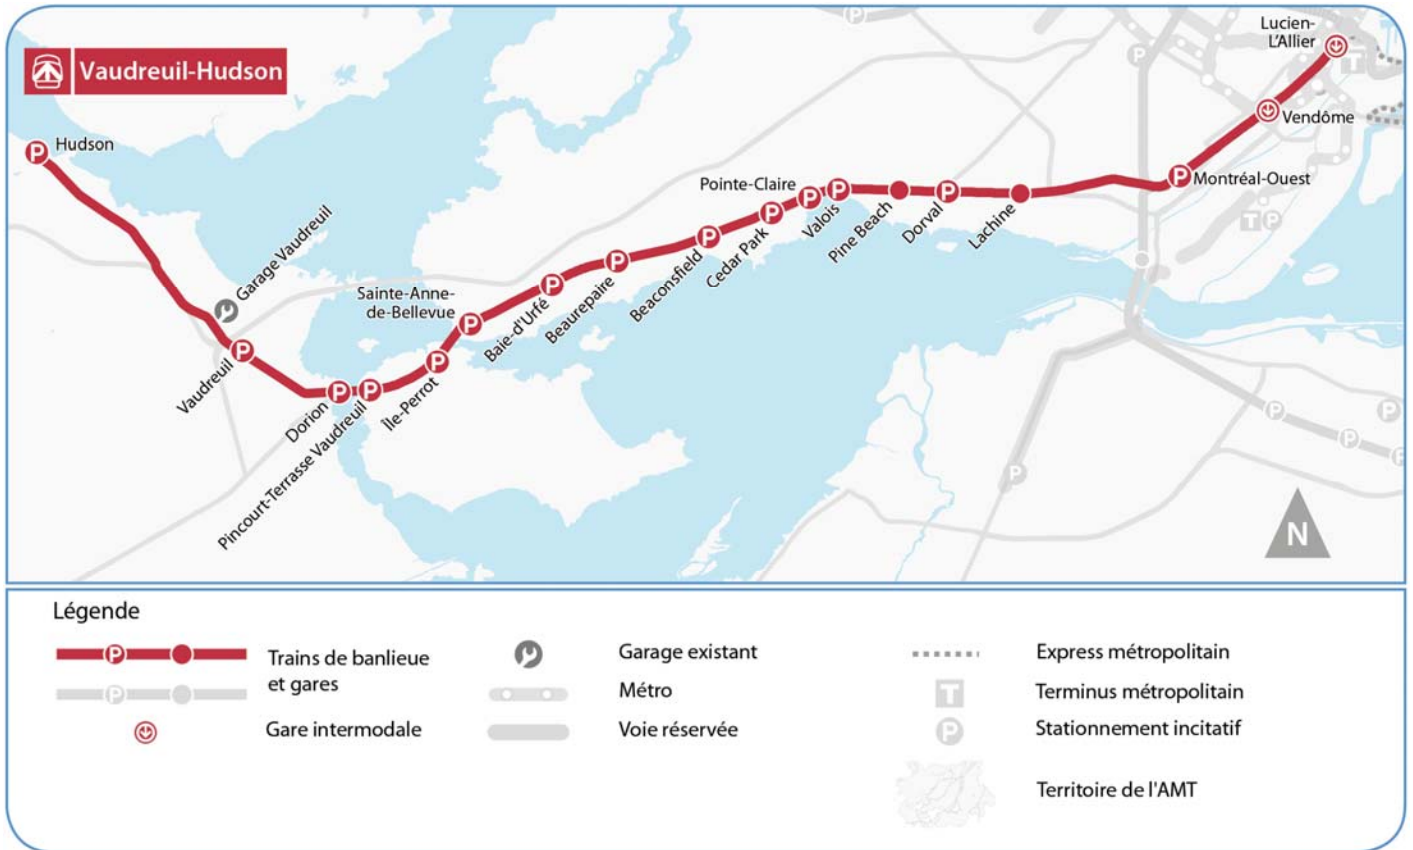 Vaudreuil-Hudson
Lucien-
L'Allier
T
Vendôme
P
Hudson
P
P
Montréal-Ouest
Pointe-Claire
Valois
Pine Beach
Dorval
Lachine
Cedar Park
Beaconsfield
Beaurepaire
Baie-d'Urfé
Sainte-Anne-
de-Bellevue
Garage Vaudreuil
Vaudreuil
Dorion
Pincourt-Terrasse Vaudreuil
Île-Perrot
T P
N
Légende
P
Trains de banlieue
et gares
P
Gare intermodale
Garage existant
Métro
Voie réservée
Express métropolitain
T
Terminus métropolitain
P
Stationnement incitatif
Territoire de l'AMT